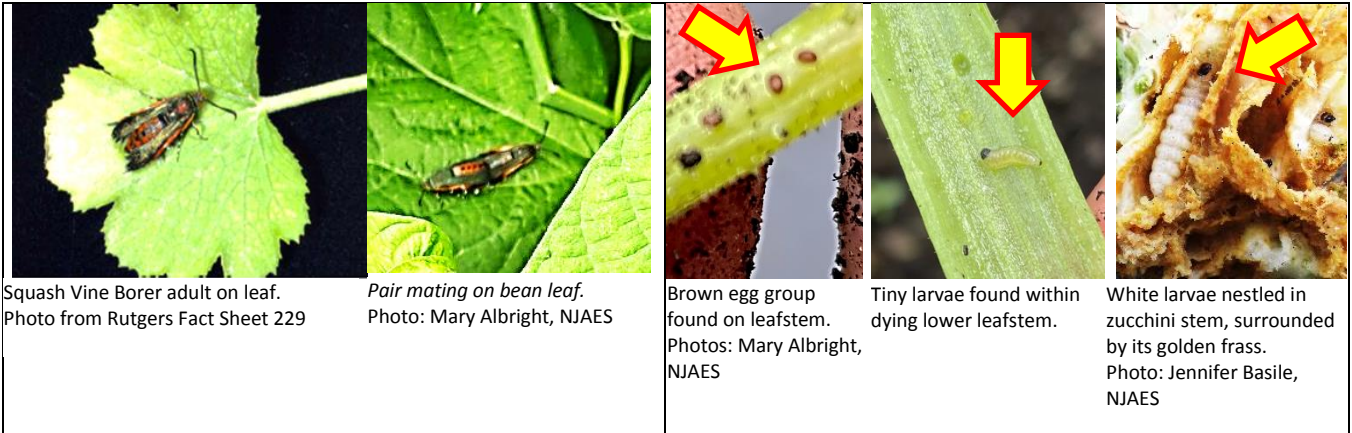 Squash Vine Borer adult on leaf.
Photo from Rutgers Fact Sheet 229
Pair mating on bean leaf.
Photo: Mary Albright, NJAES
Brown egg group
found on leafstem.
Photos: Mary Albright,
NJAES
Tiny larvae found within
dying lower leafstem.
White larvae nestled in
zucchini stem, surrounded
by its golden frass.
Photo: Jennifer Basile,
NJAES